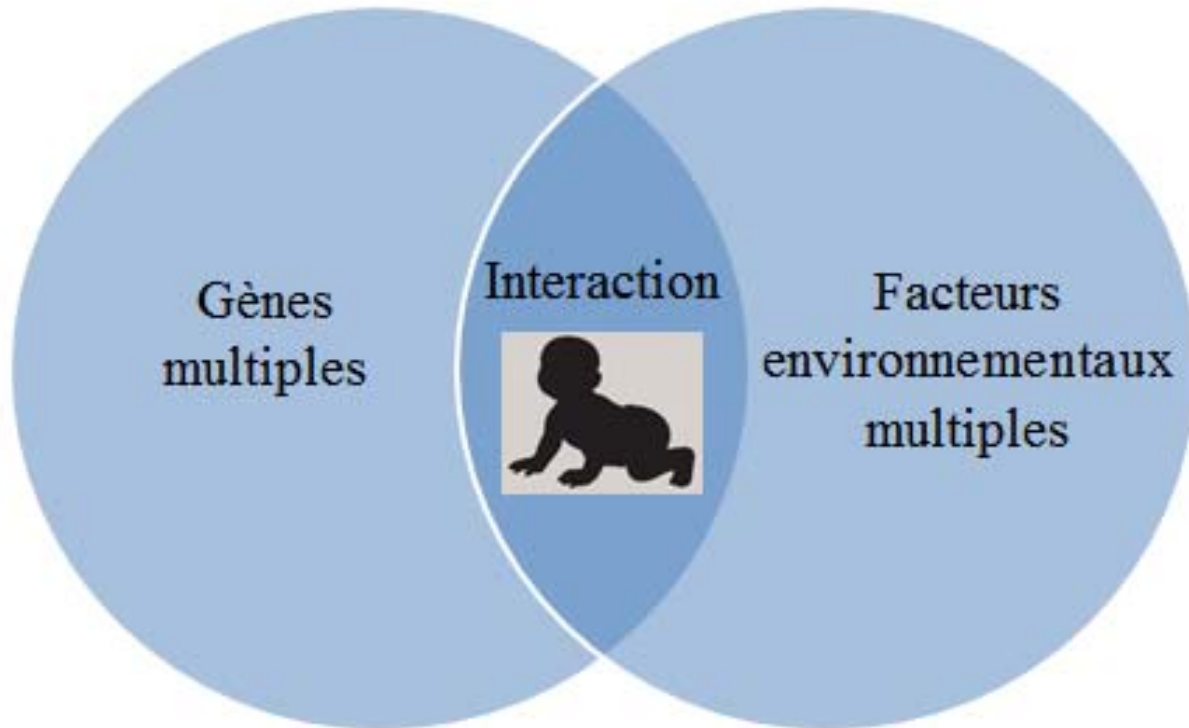 Gènes
multiples
Interaction
Facteurs
environnementaux
multiples